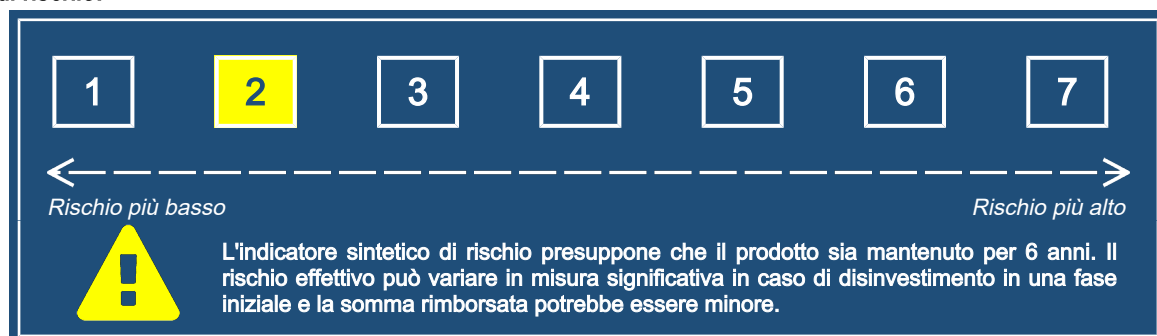 1 2 3 4 5 6 7
Rischio più basso Rischio più alto
L'indicatore sintetico di rischio presuppone che il prodotto sia mantenuto per 6 anni. Il
rischio effettivo può variare in misura significativa in caso di disinvestimento in una fase
iniziale e la somma rimborsata potrebbe essere minore.